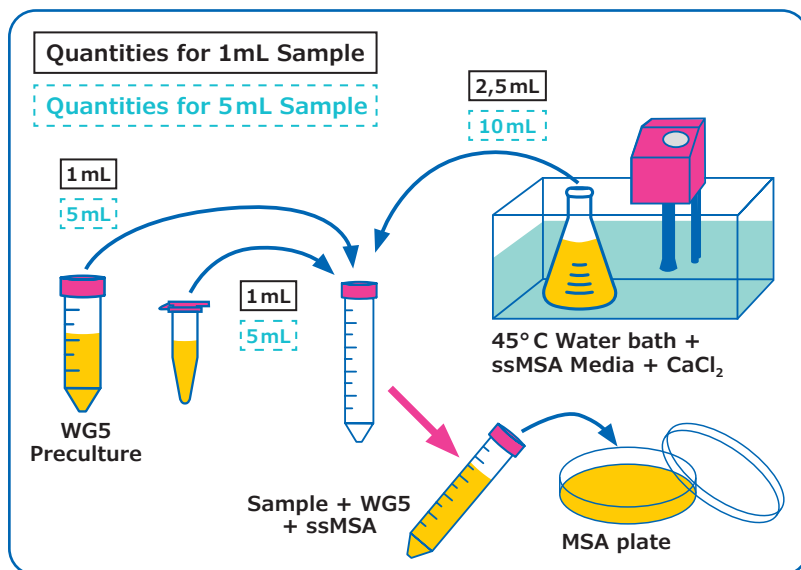 Quantities for 1mL Sample
Quantities for 5mL Sample
2,5mL
10mL
1mL
5mL
1mL
5mL
WG5
Preculture
45°C Water bath +
ssMSA Media + CaCl₂
Sample + WG5
+ ssMSA
MSA plate